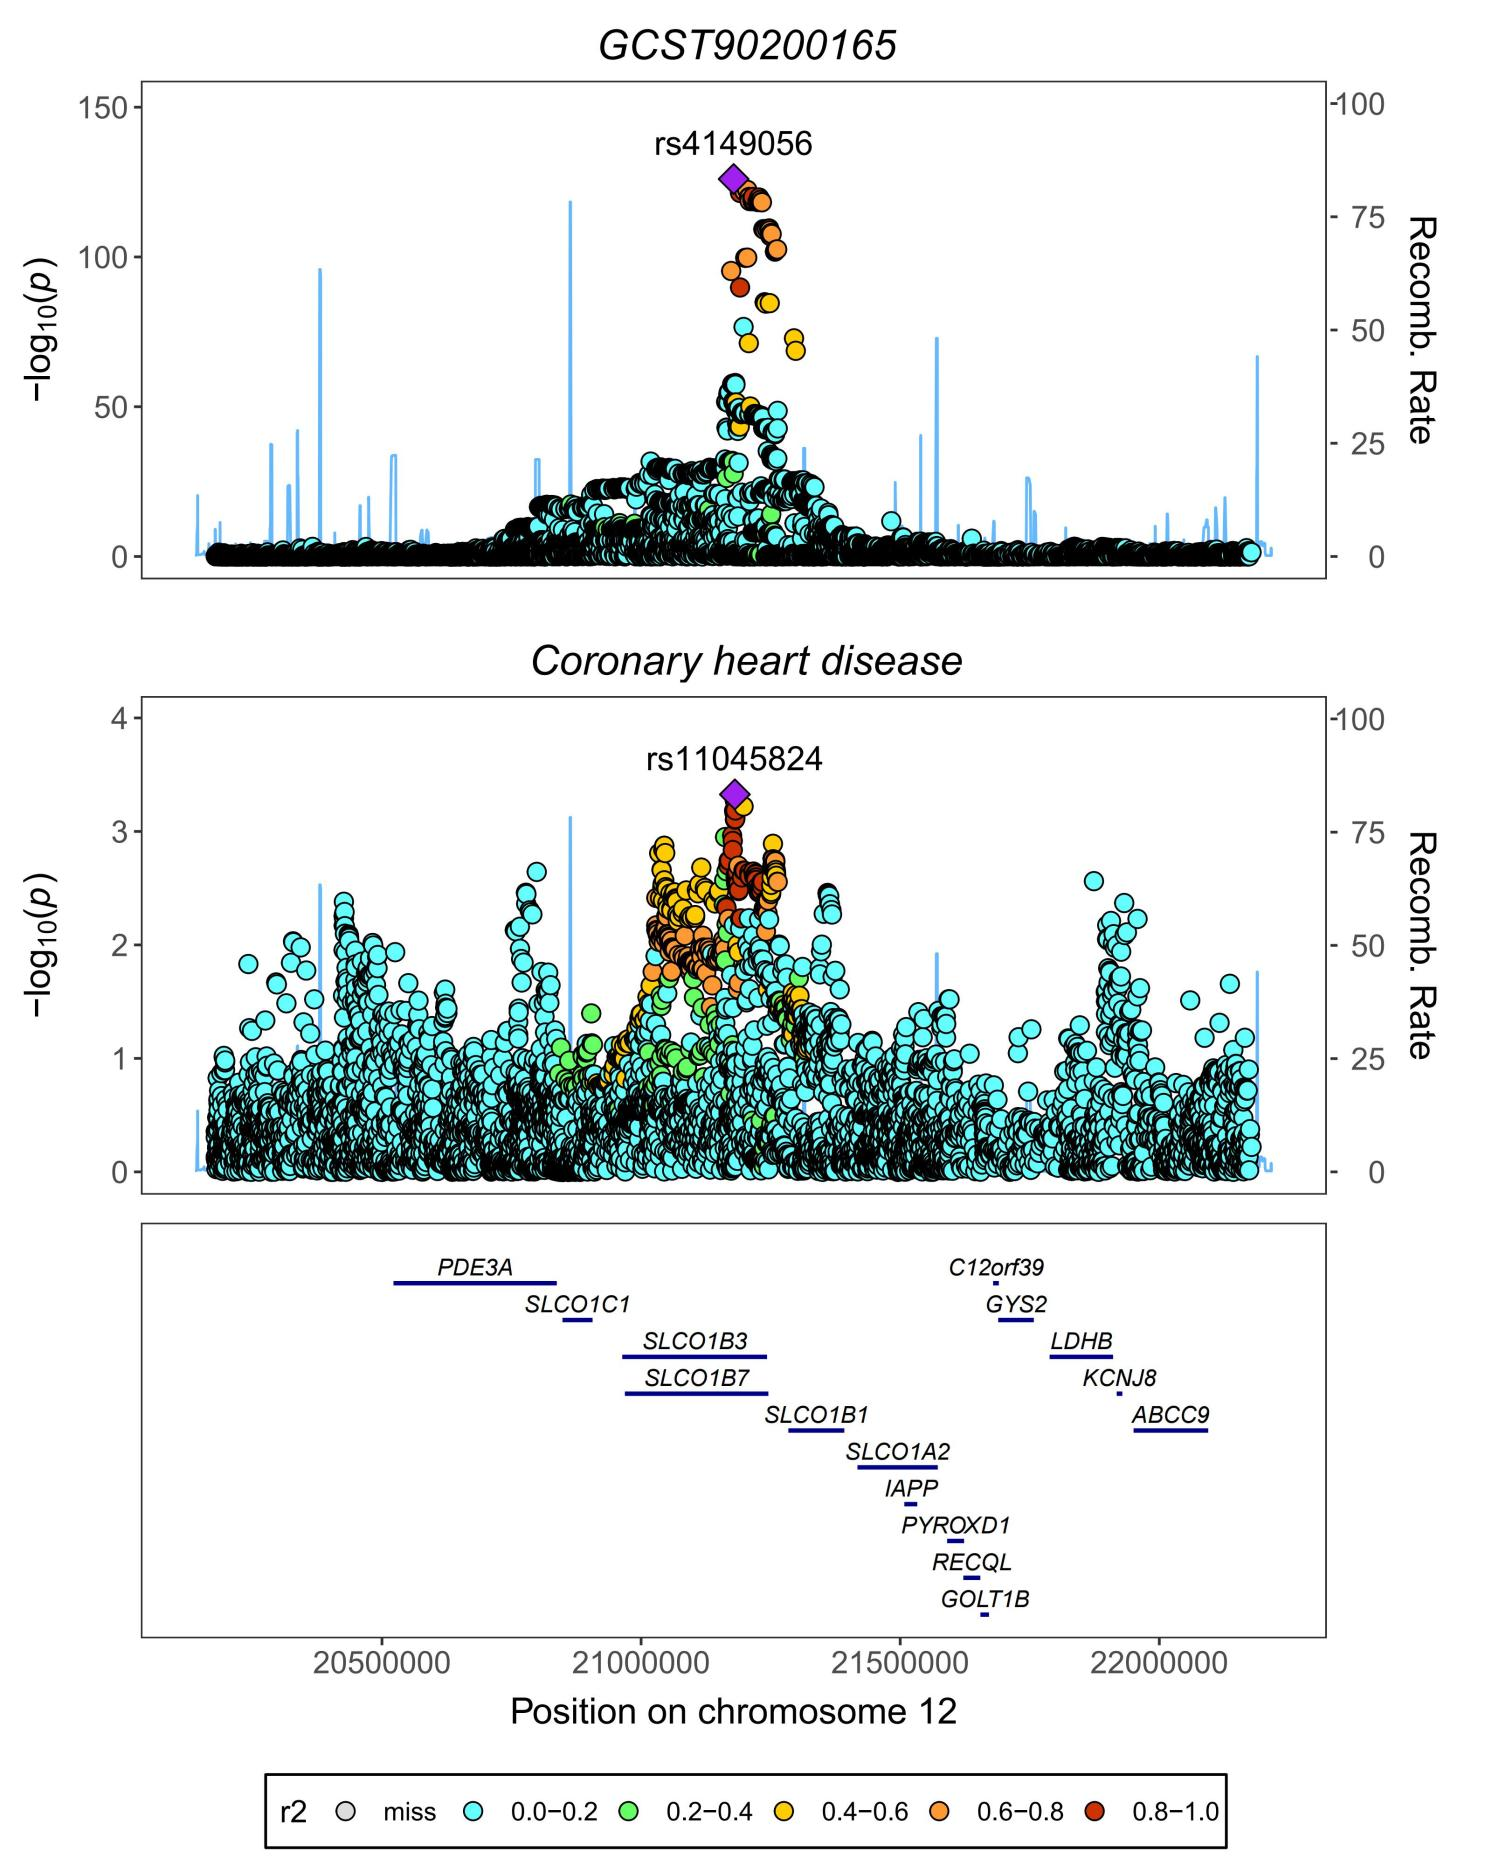 GCST90200165
150
100
50
0
−log10(p)
rs4149056
100
75
50
25
0
Recomb. Rate
Coronary heart disease
4
3
2
1
0
−log10(p)
rs11045824
100
75
50
25
0
Recomb. Rate
PDE3A
C12orf39
SLCO1C1
GYS2
SLCO1B3
LDHB
SLCO1B7
KCNJ8
SLCO1B1
ABCC9
SLCO1A2
IAPP
PYROXD1
RECQL
GOLT1B
20500000 21000000 21500000 22000000
Position on chromosome 12
r2 miss 0.0−0.2 0.2−0.4 0.4−0.6 0.6−0.8 0.8−1.0